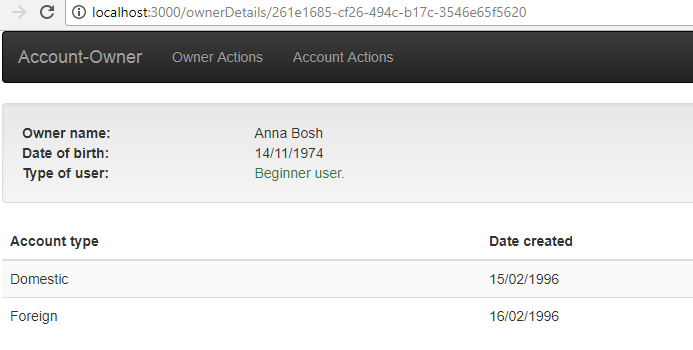 localhost:3000/ownerDetails/261e1685-cf26-494c-b17c-3546e65f5620
Account-Owner Owner Actions Account Actions
Owner name: Anna Bosh
Date of birth: 14/11/1974
Type of user: Beginner user.
Account type Date created
Domestic 15/02/1996
Foreign 16/02/1996